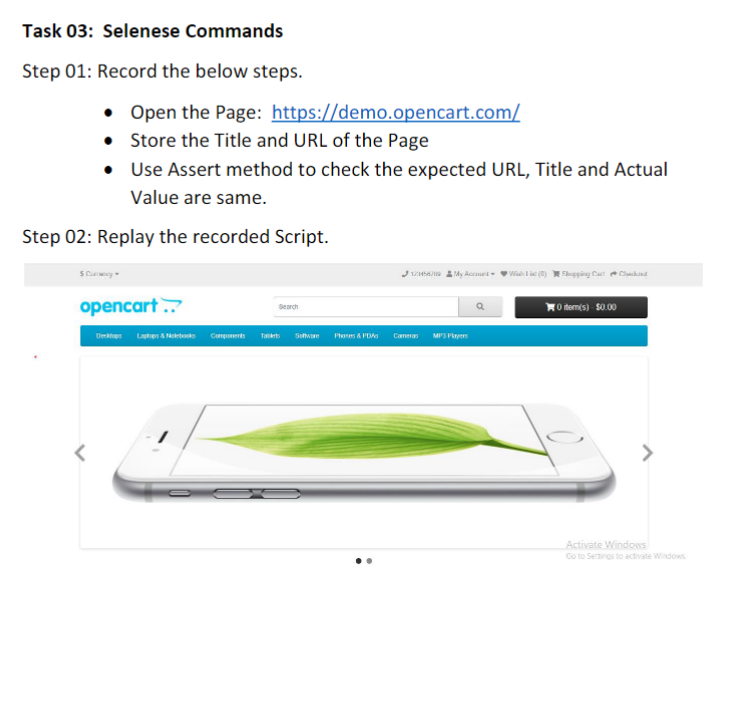 Task 03: Selenese Commands
Step 01: Record the below steps.
• Open the Page: https://demo.opencart.com/
• Store the Title and URL of the Page
• Use Assert method to check the expected URL, Title and Actual
Value are same.
Step 02: Replay the recorded Script.
$ Currency 123456789 My Account Wish List (0) Shopping Cart Checkout
opencart
Search
0 item(s) - $0.00
Desktops Laptops & Notebooks Components Tablets Software Phones & PDAs Cameras MP3 Players
Activate Windows
Go to Settings to activate Windows.